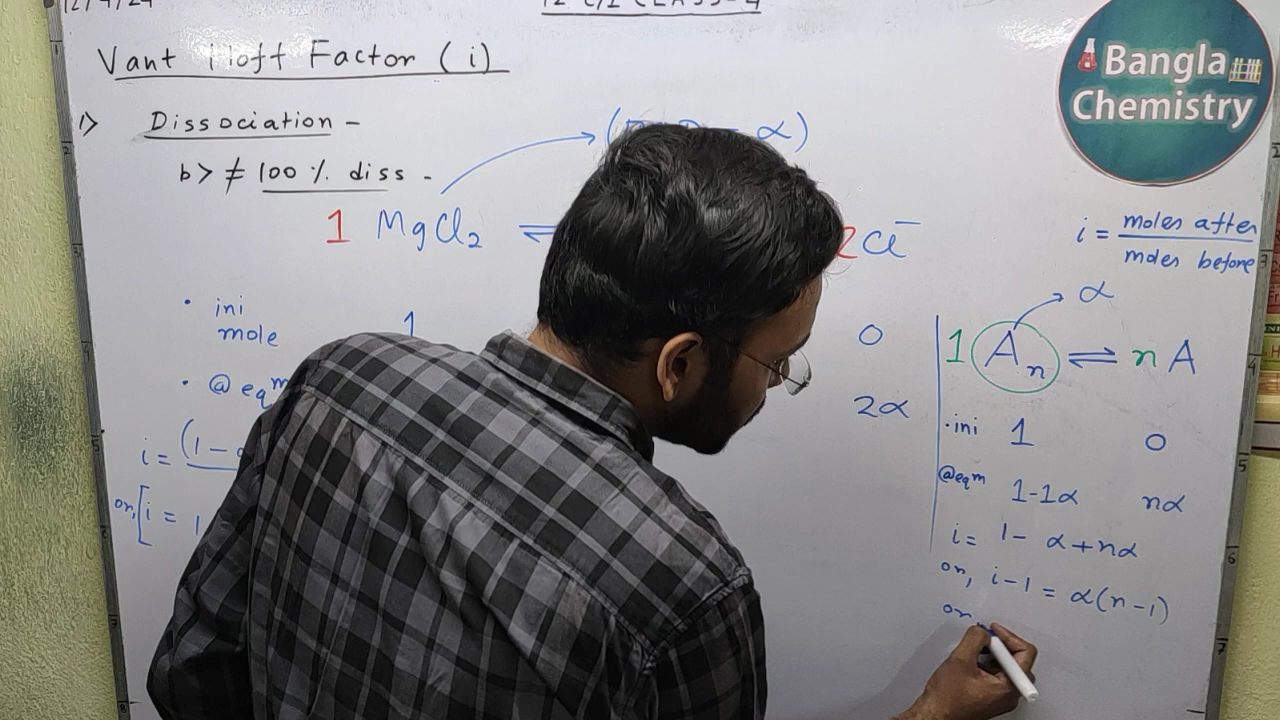 12/4/24
Vant Hoff Factor (i)
1> Dissociation -
b> ≠ 100 % diss -
α)
1 MgCl₂ ⇌
2Cl⁻
• ini mole 1 0
• @ eqᵐ 2α
i = (1 -
or, [i = 1
Bangla
Chemistry
i = moles after / moles before
α
1 Aₙ ⇌ n A
• ini 1 0
@eqᵐ 1-1α nα
i = 1 - α + nα
or, i-1 = α(n-1)
or